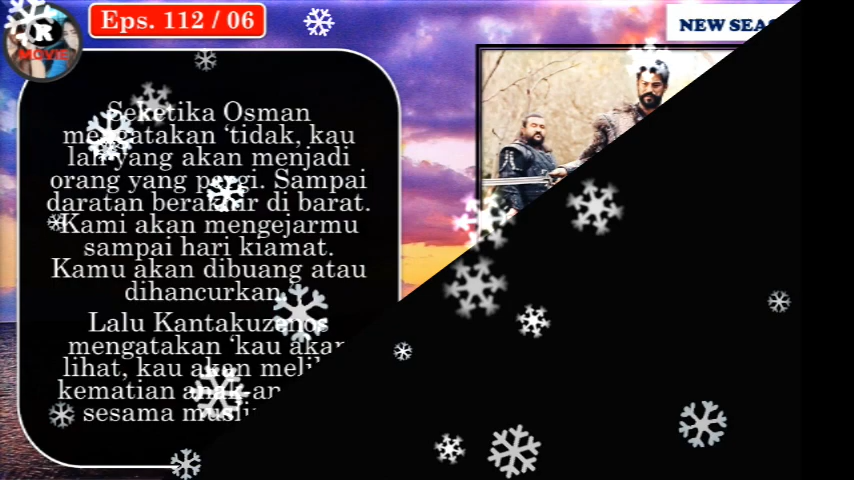 R
MOVIE
Eps. 112 / 06
NEW
Seketika Osman
mengatakan ‘tidak, kau
lah yang akan menjadi
orang yang pergi. Sampai
daratan berakhir di barat.
Kami akan mengejarmu
sampai hari kiamat.
Kamu akan dibuang atau
dihancurkan.
Lalu Kantakuzenos
mengatakan ‘kau akan
lihat, kau akan
kematian
sesama